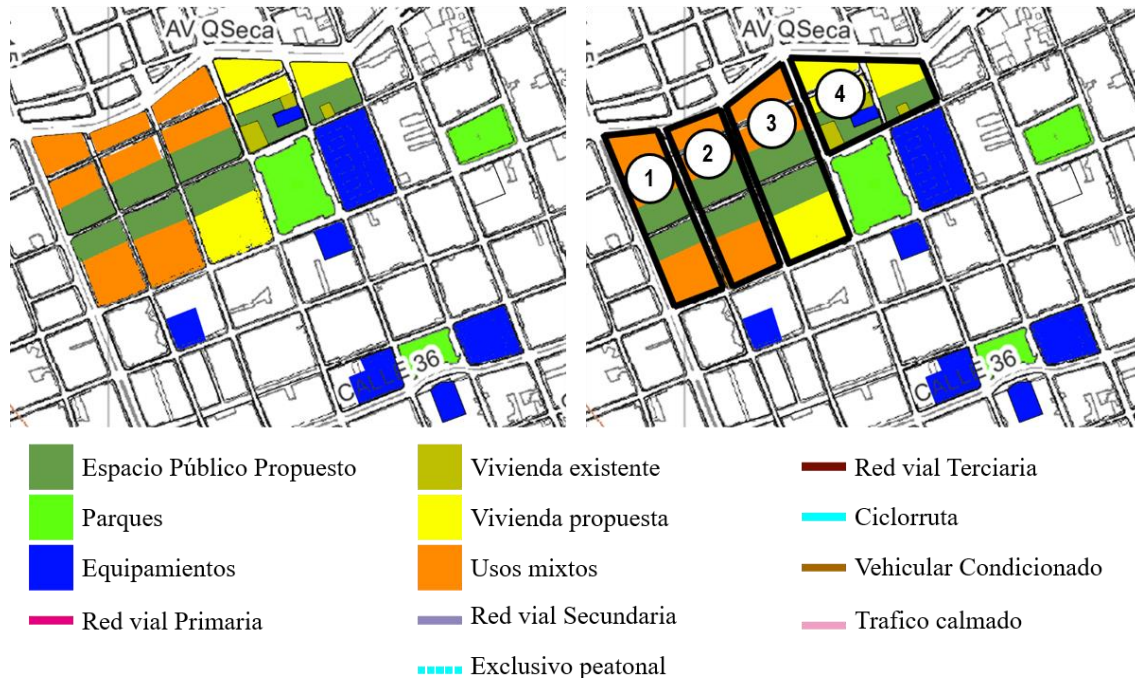 AV QSeca
CALLE 36
AV QSeca
1
2
3
4
CALLE 36
C
Espacio Público Propuesto
Parques
Equipamientos
Red vial Primaria
Vivienda existente
Vivienda propuesta
Usos mixtos
Red vial Secundaria
Exclusivo peatonal
Red vial Terciaria
Ciclorruta
Vehicular Condicionado
Trafico calmado